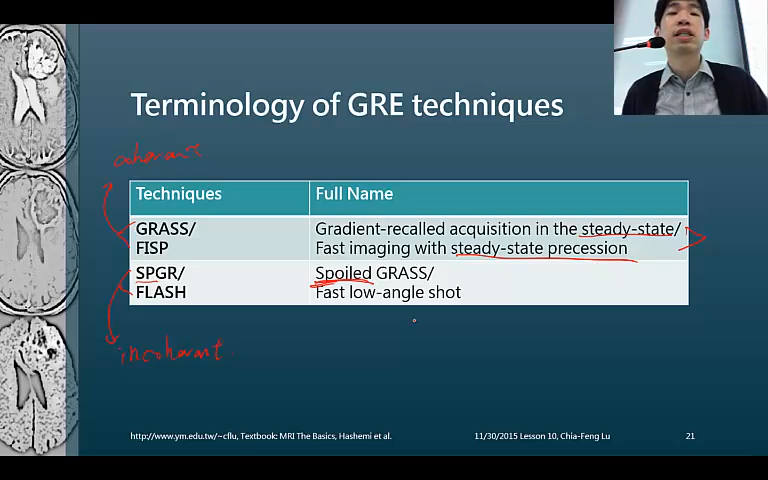 Terminology of GRE techniques
coherant
Techniques Full Name
GRASS/ Gradient-recalled acquisition in the steady-state/
FISP Fast imaging with steady-state precession
SPGR/ Spoiled GRASS/
FLASH Fast low-angle shot
incoherant
http://www.ym.edu.tw/~cflu, Textbook: MRI The Basics, Hashemi et al. 11/30/2015 Lesson 10, Chia-Feng Lu 21